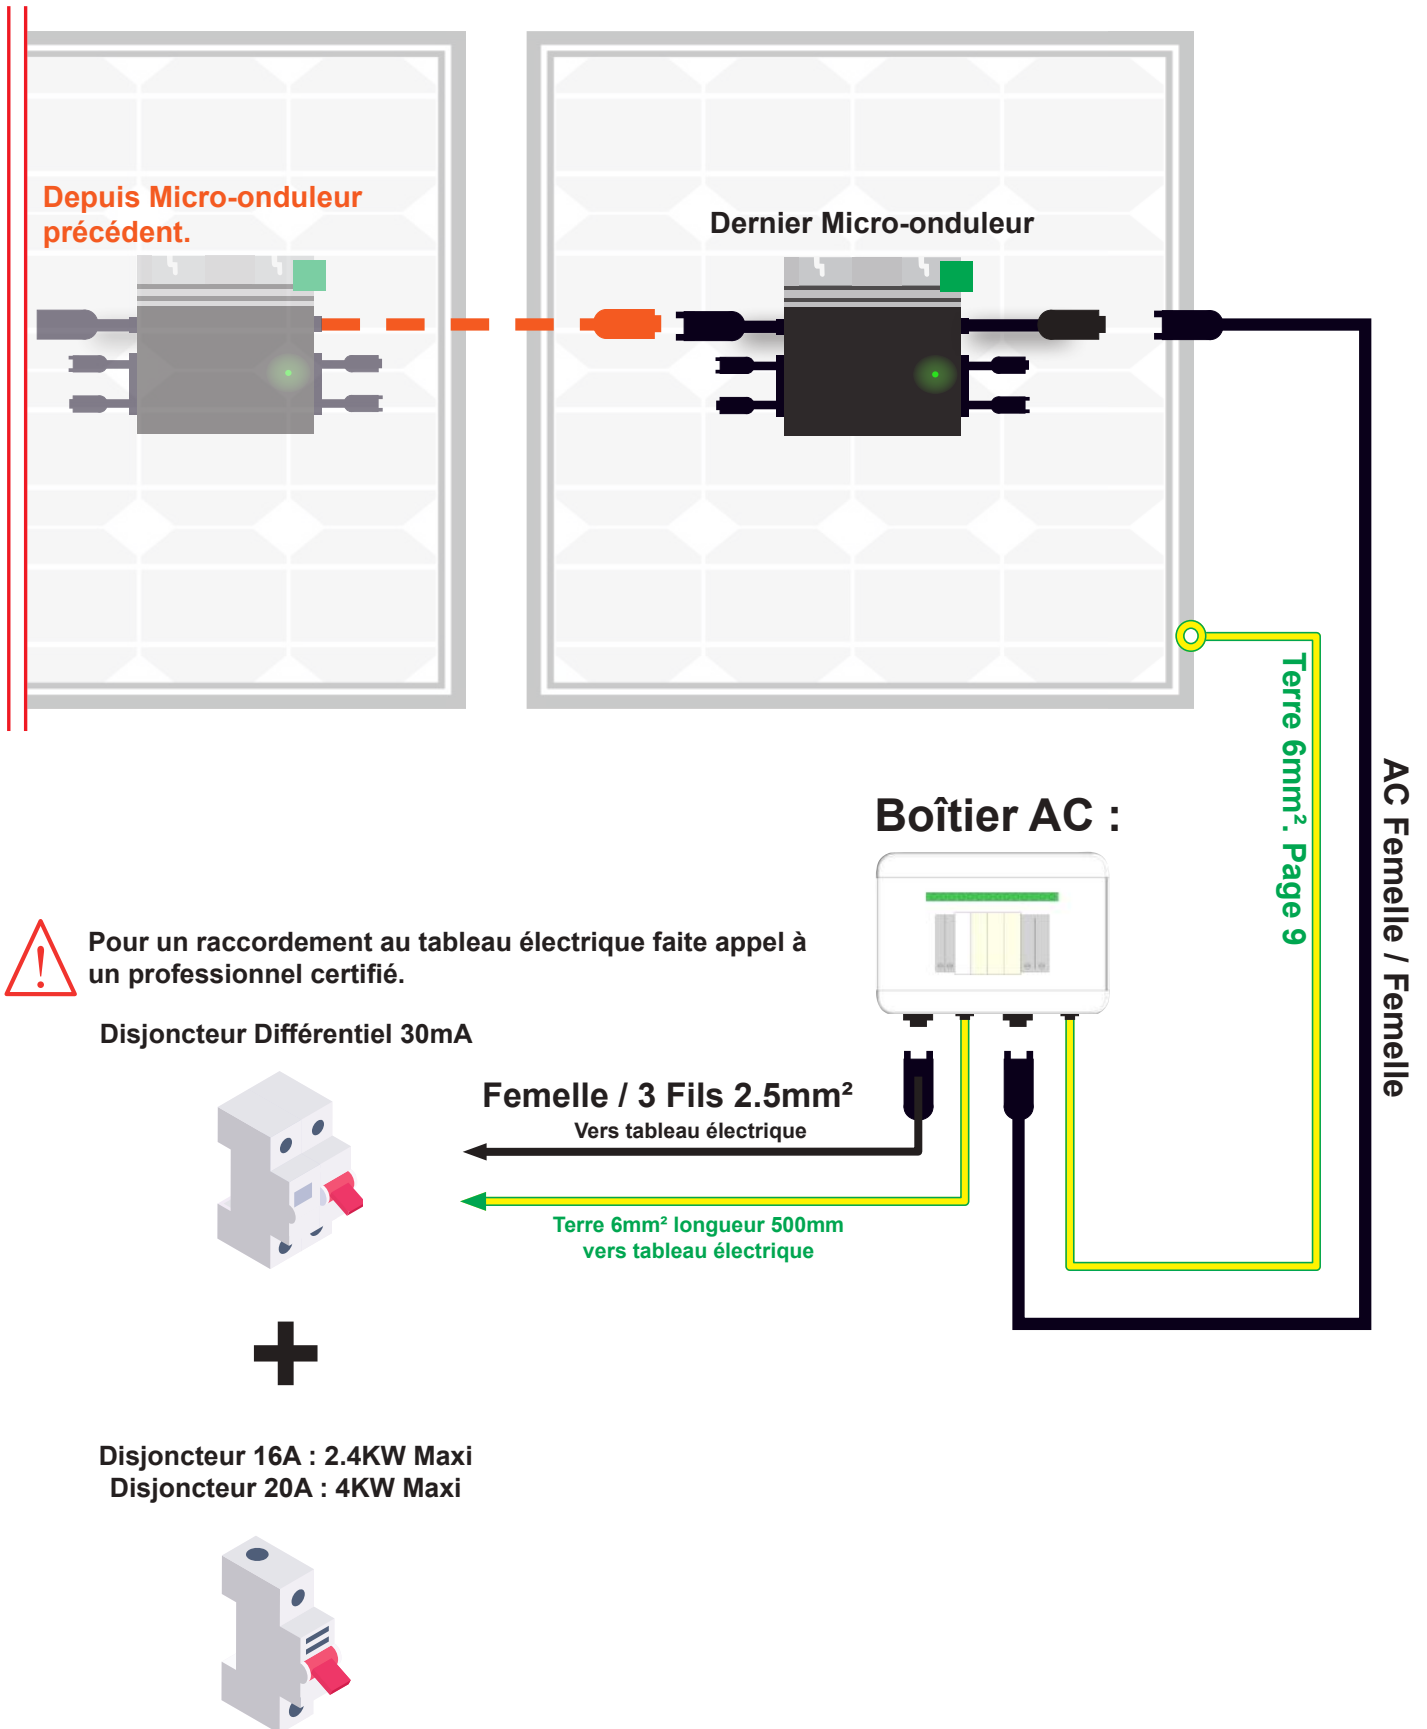 Depuis Micro-onduleur
précédent.
Dernier Micro-onduleur
Terre 6mm². Page 9
AC Femelle / Femelle
Boîtier AC :
Pour un raccordement au tableau électrique faite appel à
un professionnel certifié.
Disjoncteur Différentiel 30mA
Femelle / 3 Fils 2.5mm²
Vers tableau électrique
Terre 6mm² longueur 500mm
vers tableau électrique
Disjoncteur 16A : 2.4KW Maxi
Disjoncteur 20A : 4KW Maxi